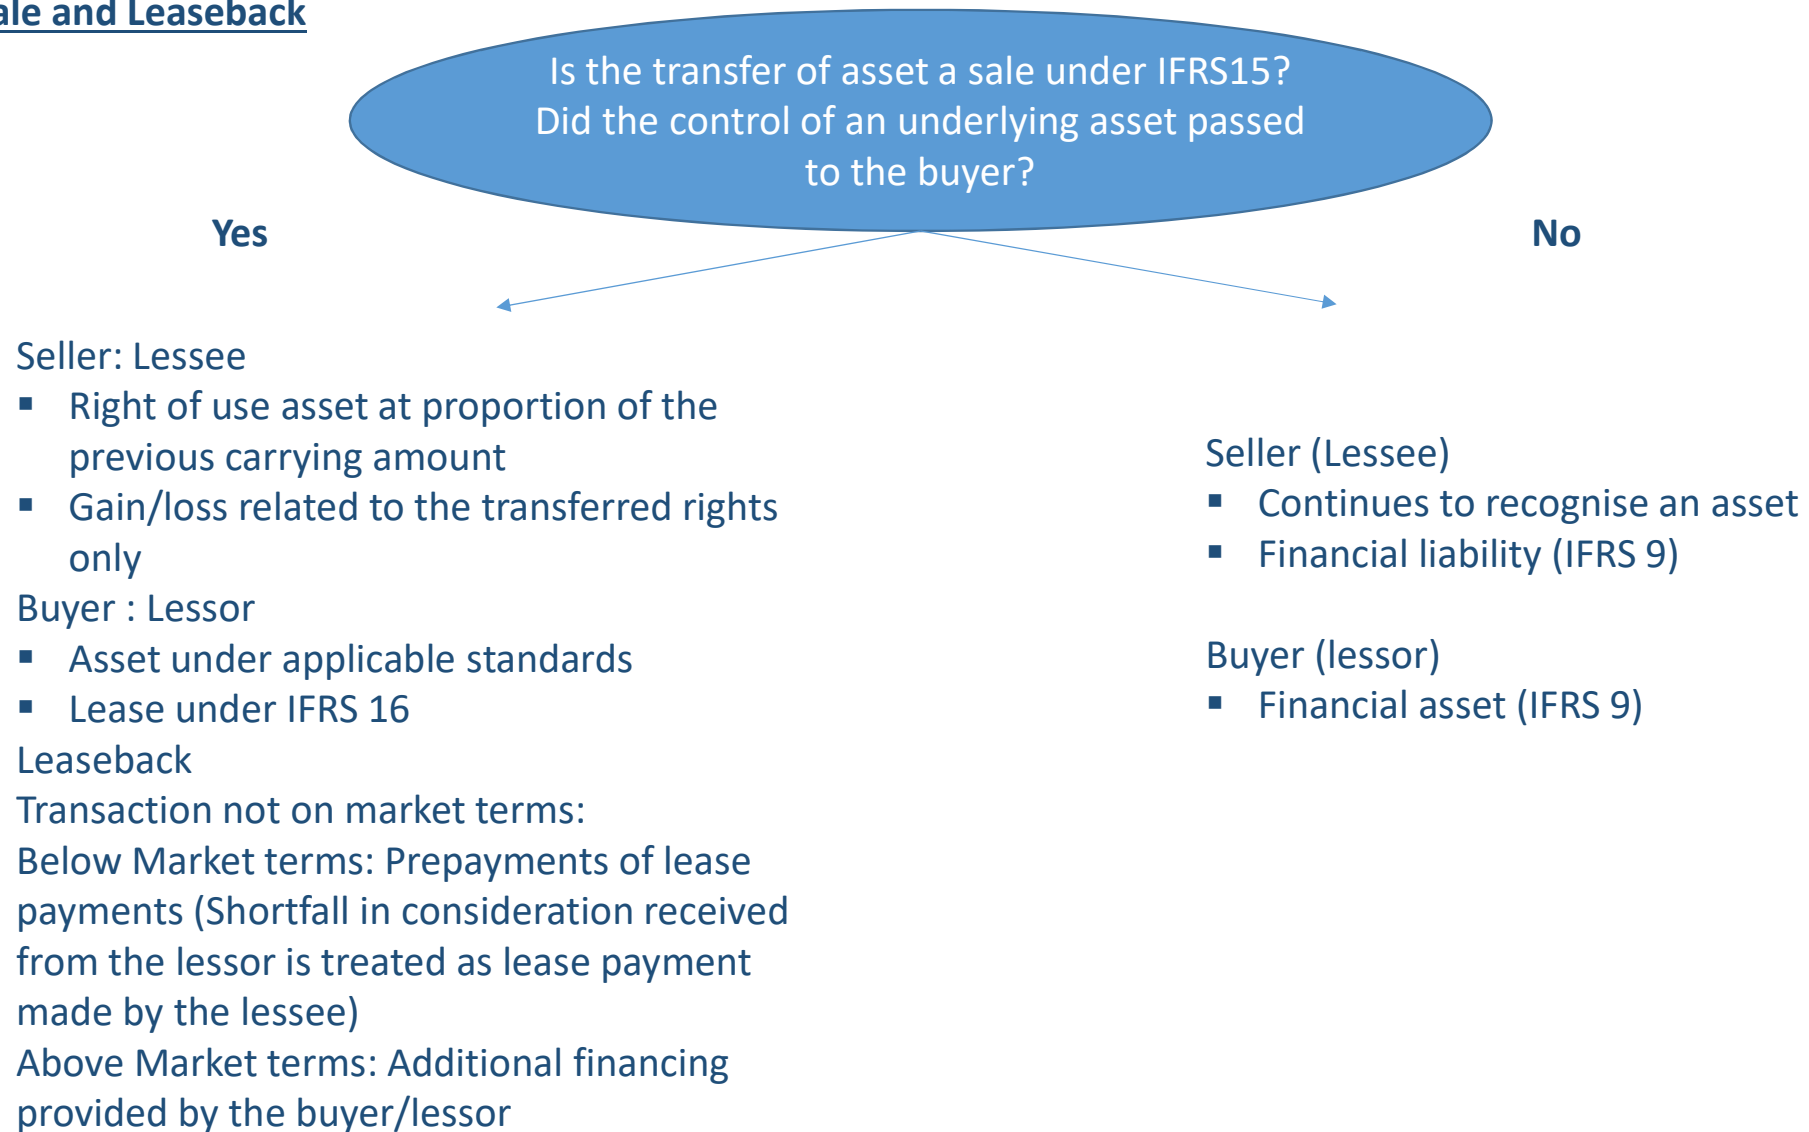 ale and Leaseback
Is the transfer of asset a sale under IFRS15?
Did the control of an underlying asset passed
to the buyer?
Yes
No
Seller: Lessee
▪ Right of use asset at proportion of the
previous carrying amount
▪ Gain/loss related to the transferred rights
only
Buyer : Lessor
▪ Asset under applicable standards
▪ Lease under IFRS 16
Leaseback
Transaction not on market terms:
Below Market terms: Prepayments of lease
payments (Shortfall in consideration received
from the lessor is treated as lease payment
made by the lessee)
Above Market terms: Additional financing
provided by the buyer/lessor
Seller (Lessee)
▪ Continues to recognise an asset
▪ Financial liability (IFRS 9)
Buyer (lessor)
▪ Financial asset (IFRS 9)